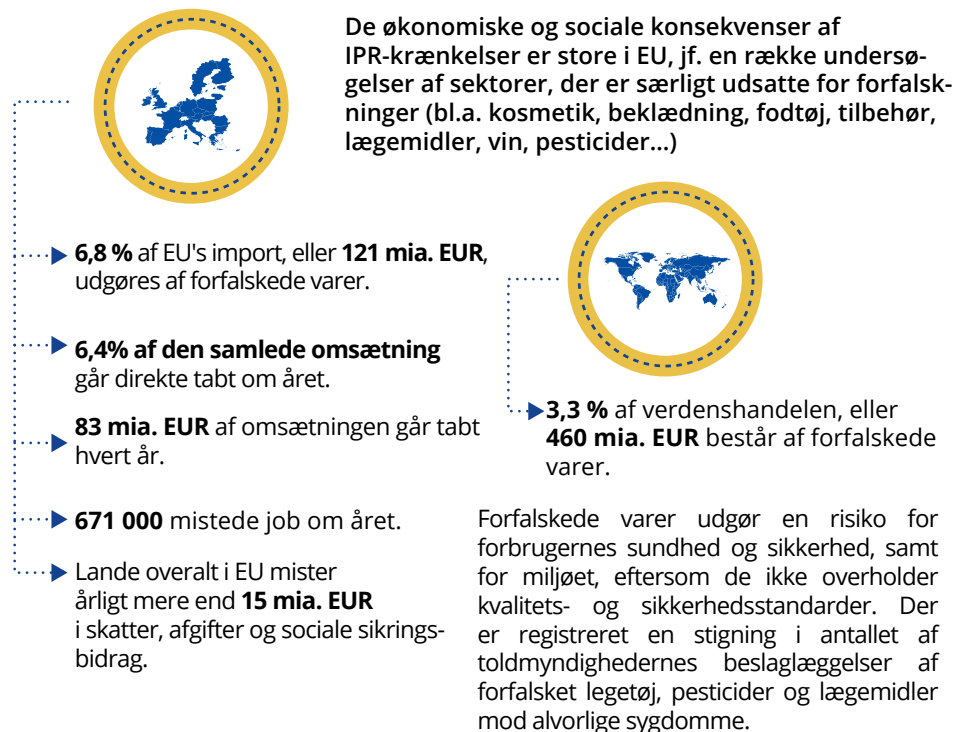 De økonomiske og sociale konsekvenser af
IPR-krænkelser er store i EU, jf. en række undersø-
gelser af sektorer, der er særligt udsatte for forfalsk-
ninger (bl.a. kosmetik, beklædning, fodtøj, tilbehør,
lægemidler, vin, pesticider...)
6,8 % af EU's import, eller 121 mia. EUR,
udgøres af forfalskede varer.
6,4% af den samlede omsætning
går direkte tabt om året.
83 mia. EUR af omsætningen går tabt
hvert år.
671 000 mistede job om året.
Lande overalt i EU mister
årligt mere end 15 mia. EUR
i skatter, afgifter og sociale sikrings-
bidrag.
3,3 % af verdenshandelen, eller
460 mia. EUR består af forfalskede
varer.
Forfalskede varer udgør en risiko for
forbrugernes sundhed og sikkerhed, samt
for miljøet, eftersom de ikke overholder
kvalitets- og sikkerhedsstandarder. Der
er registreret en stigning i antallet af
toldmyndighedernes beslaglæggelser af
forfalsket legetøj, pesticider og lægemidler
mod alvorlige sygdomme.